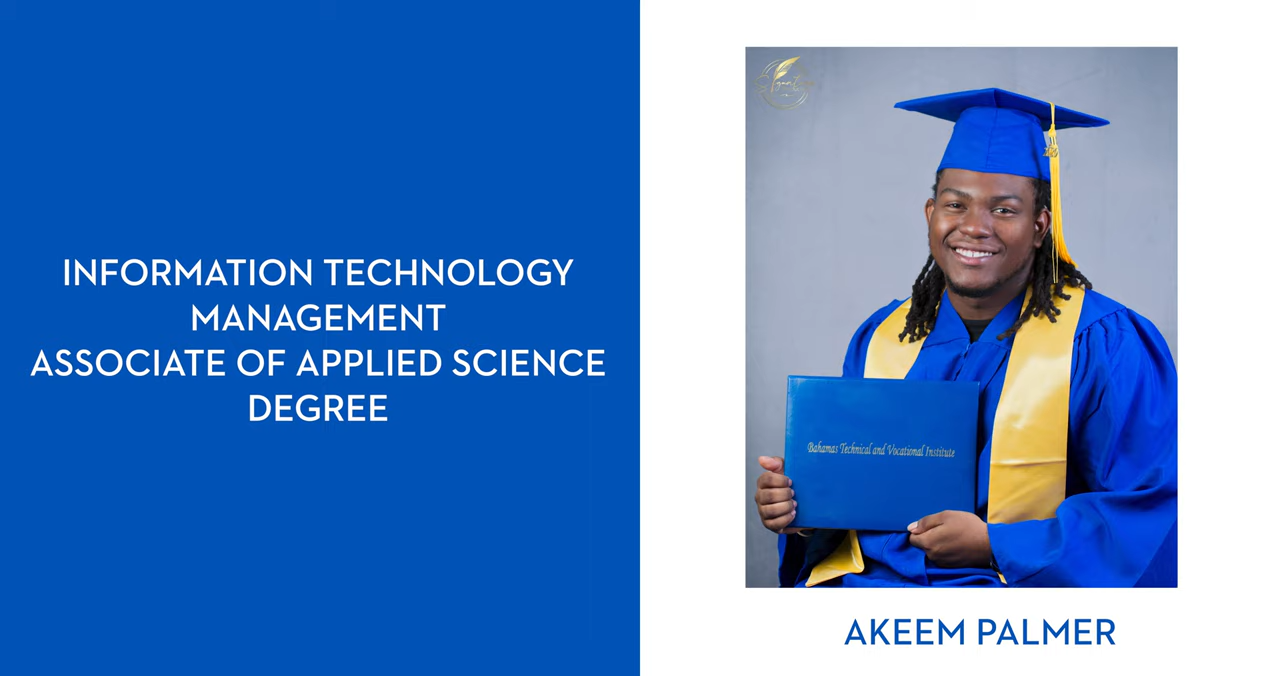 INFORMATION TECHNOLOGY
MANAGEMENT
ASSOCIATE OF APPLIED SCIENCE
DEGREE
Bahamas Technical and Vocational Institute
AKEEM PALMER